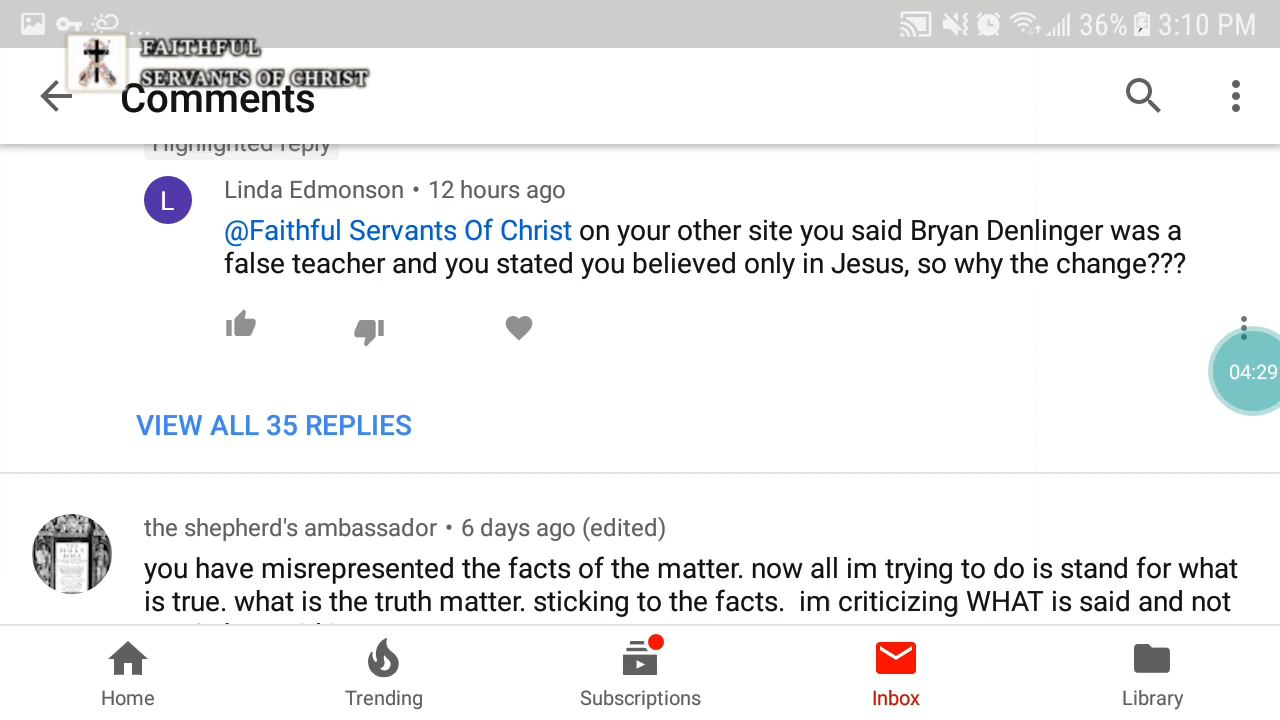 36% 3:10 PM
FAITHFUL
SERVANTS OF CHRIST
Comments
Highlighted reply
L
Linda Edmonson • 12 hours ago
@Faithful Servants Of Christ on your other site you said Bryan Denlinger was a
false teacher and you stated you believed only in Jesus, so why the change???
04:29
VIEW ALL 35 REPLIES
the shepherd's ambassador • 6 days ago (edited)
you have misrepresented the facts of the matter. now all im trying to do is stand for what
is true. what is the truth matter. sticking to the facts.  im criticizing WHAT is said and not
Home
Trending
Subscriptions
Inbox
Library